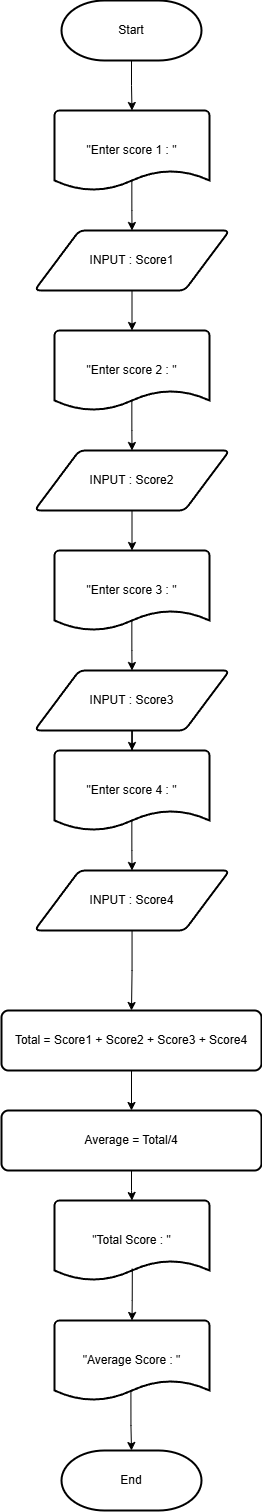 Start
"Enter score 1 : "
INPUT : Score1
"Enter score 2 : "
INPUT : Score2
"Enter score 3 : "
INPUT : Score3
"Enter score 4 : "
INPUT : Score4
Total = Score1 + Score2 + Score3 + Score4
Average = Total/4
"Total Score : "
"Average Score : "
End